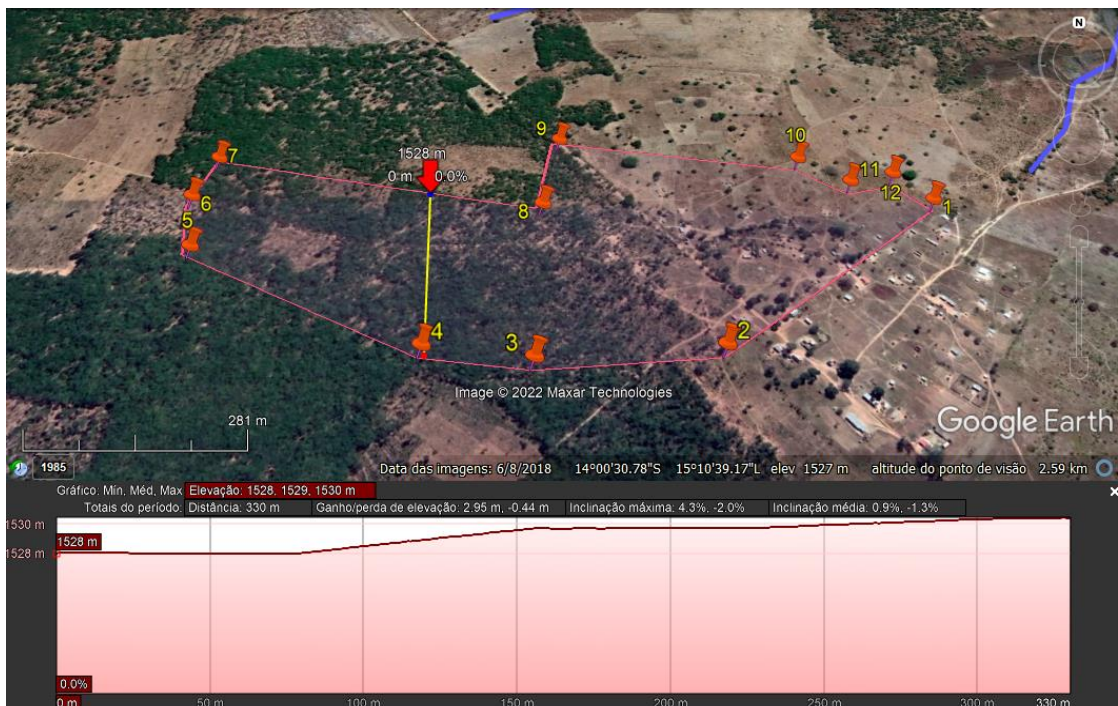 N
9
10
7
1528 m
0 m 0.0%
11
6
12
8
1
5
4
3
2
Image © 2022 Maxar Technologies
281 m
Google Earth
1985
Data das imagens: 6/8/2018 14°00'30.78"S 15°10'39.17"L elev 1527 m altitude do ponto de visão 2.59 km
Gráfico: Mín, Méd, Max Elevação: 1528, 1529, 1530 m
Totais do período: Distância: 330 m Ganho/perda de elevação: 2.95 m, -0.44 m Inclinação máxima: 4.3%, -2.0% Inclinação média: 0.9%, -1.3%
1530 m
1528 m
1528 m
0.0%
0 m 50 m 100 m 150 m 200 m 250 m 300 m 330 m